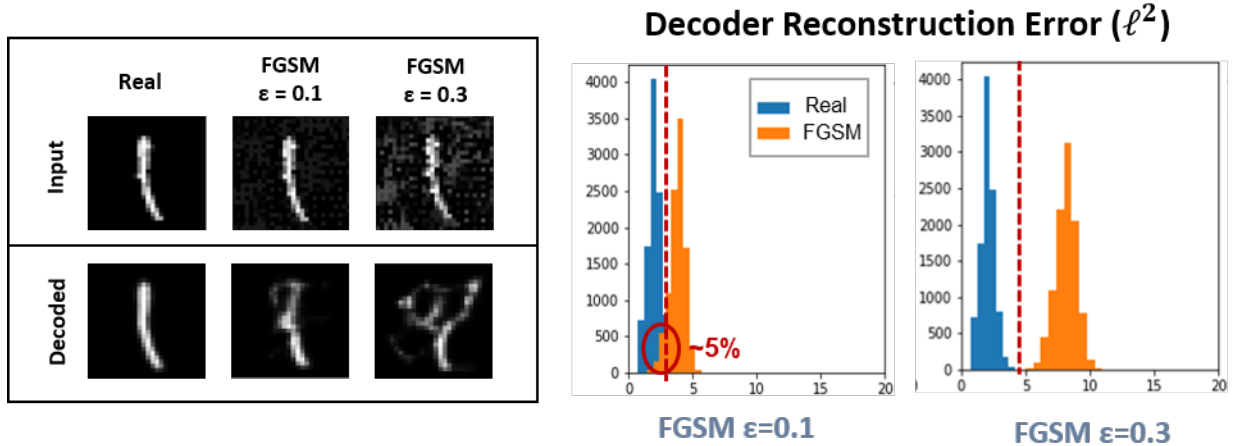 Decoder Reconstruction Error (ℓ²)
Real
FGSM
ε = 0.1
FGSM
ε = 0.3
Input
Decoded
4000
3500
3000
2500
2000
1500
1000
500
0
0 5 10 15 20
Real
FGSM
~5%
FGSM ε=0.1
4000
3500
3000
2500
2000
1500
1000
500
0
0 5 10 15 20
FGSM ε=0.3